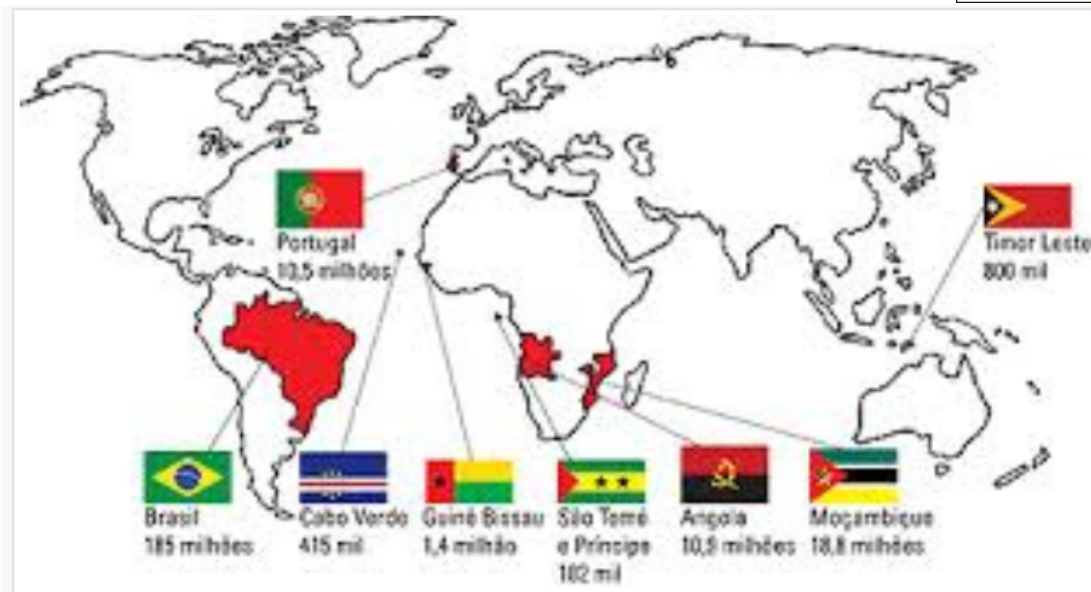 Portugal
10,5 milhões
Timor Leste
800 mil
Brasil
185 milhões
Cabo Verde
415 mil
Guiné Bissau
1,4 milhão
São Tomé
e Príncipe
182 mil
Angola
10,9 milhões
Moçambique
18,8 milhões